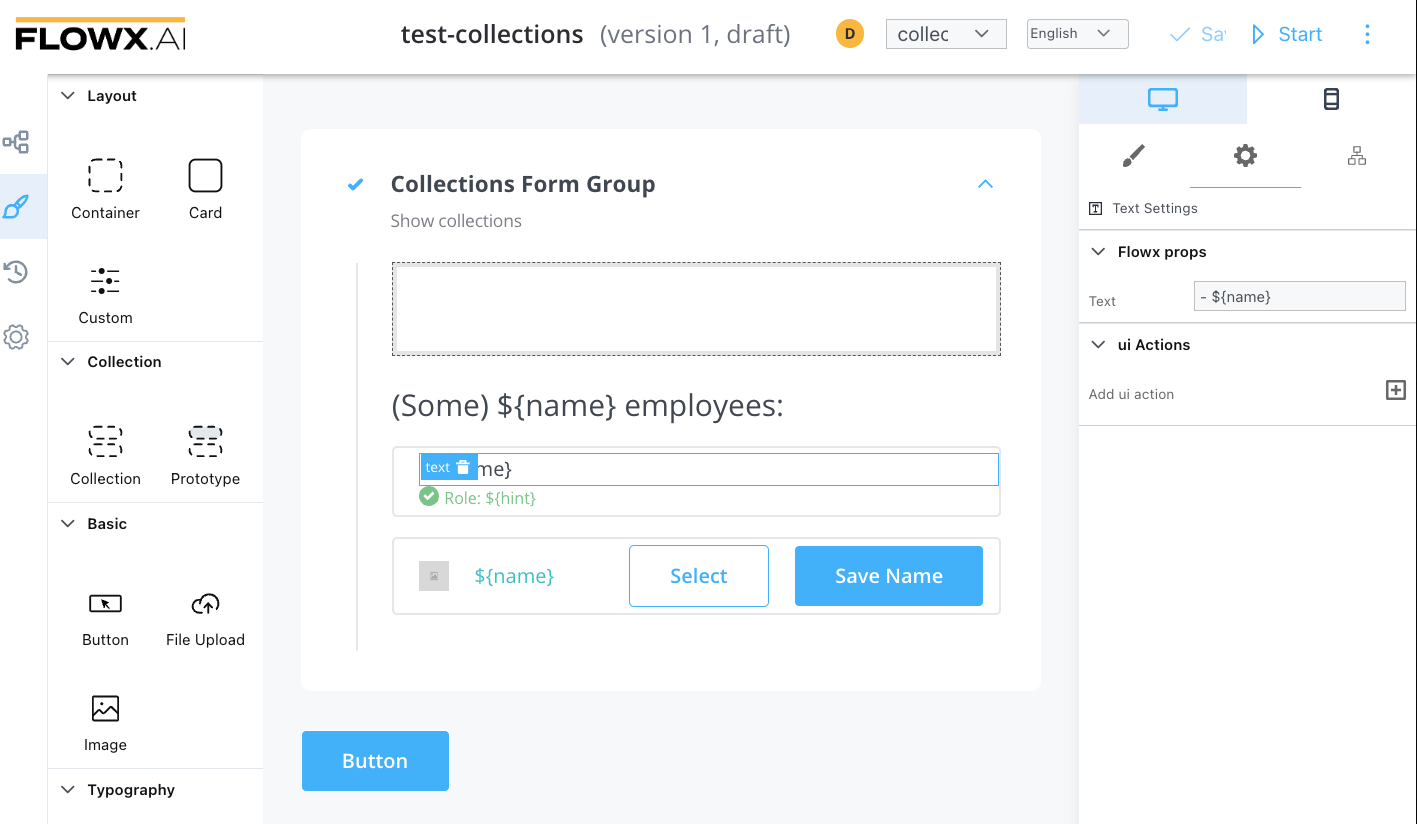 FLOWX.AI
test-collections (version 1, draft)
D
collec
English
Sav
Start
Layout
Container
Card
Custom
Collection
Collection
Prototype
Basic
Button
File Upload
Image
Typography
Collections Form Group
Show collections
(Some) ${name} employees:
text
me}
Role: ${hint}
${name}
Select
Save Name
Button
Text Settings
Flowx props
Text
- ${name}
ui Actions
Add ui action